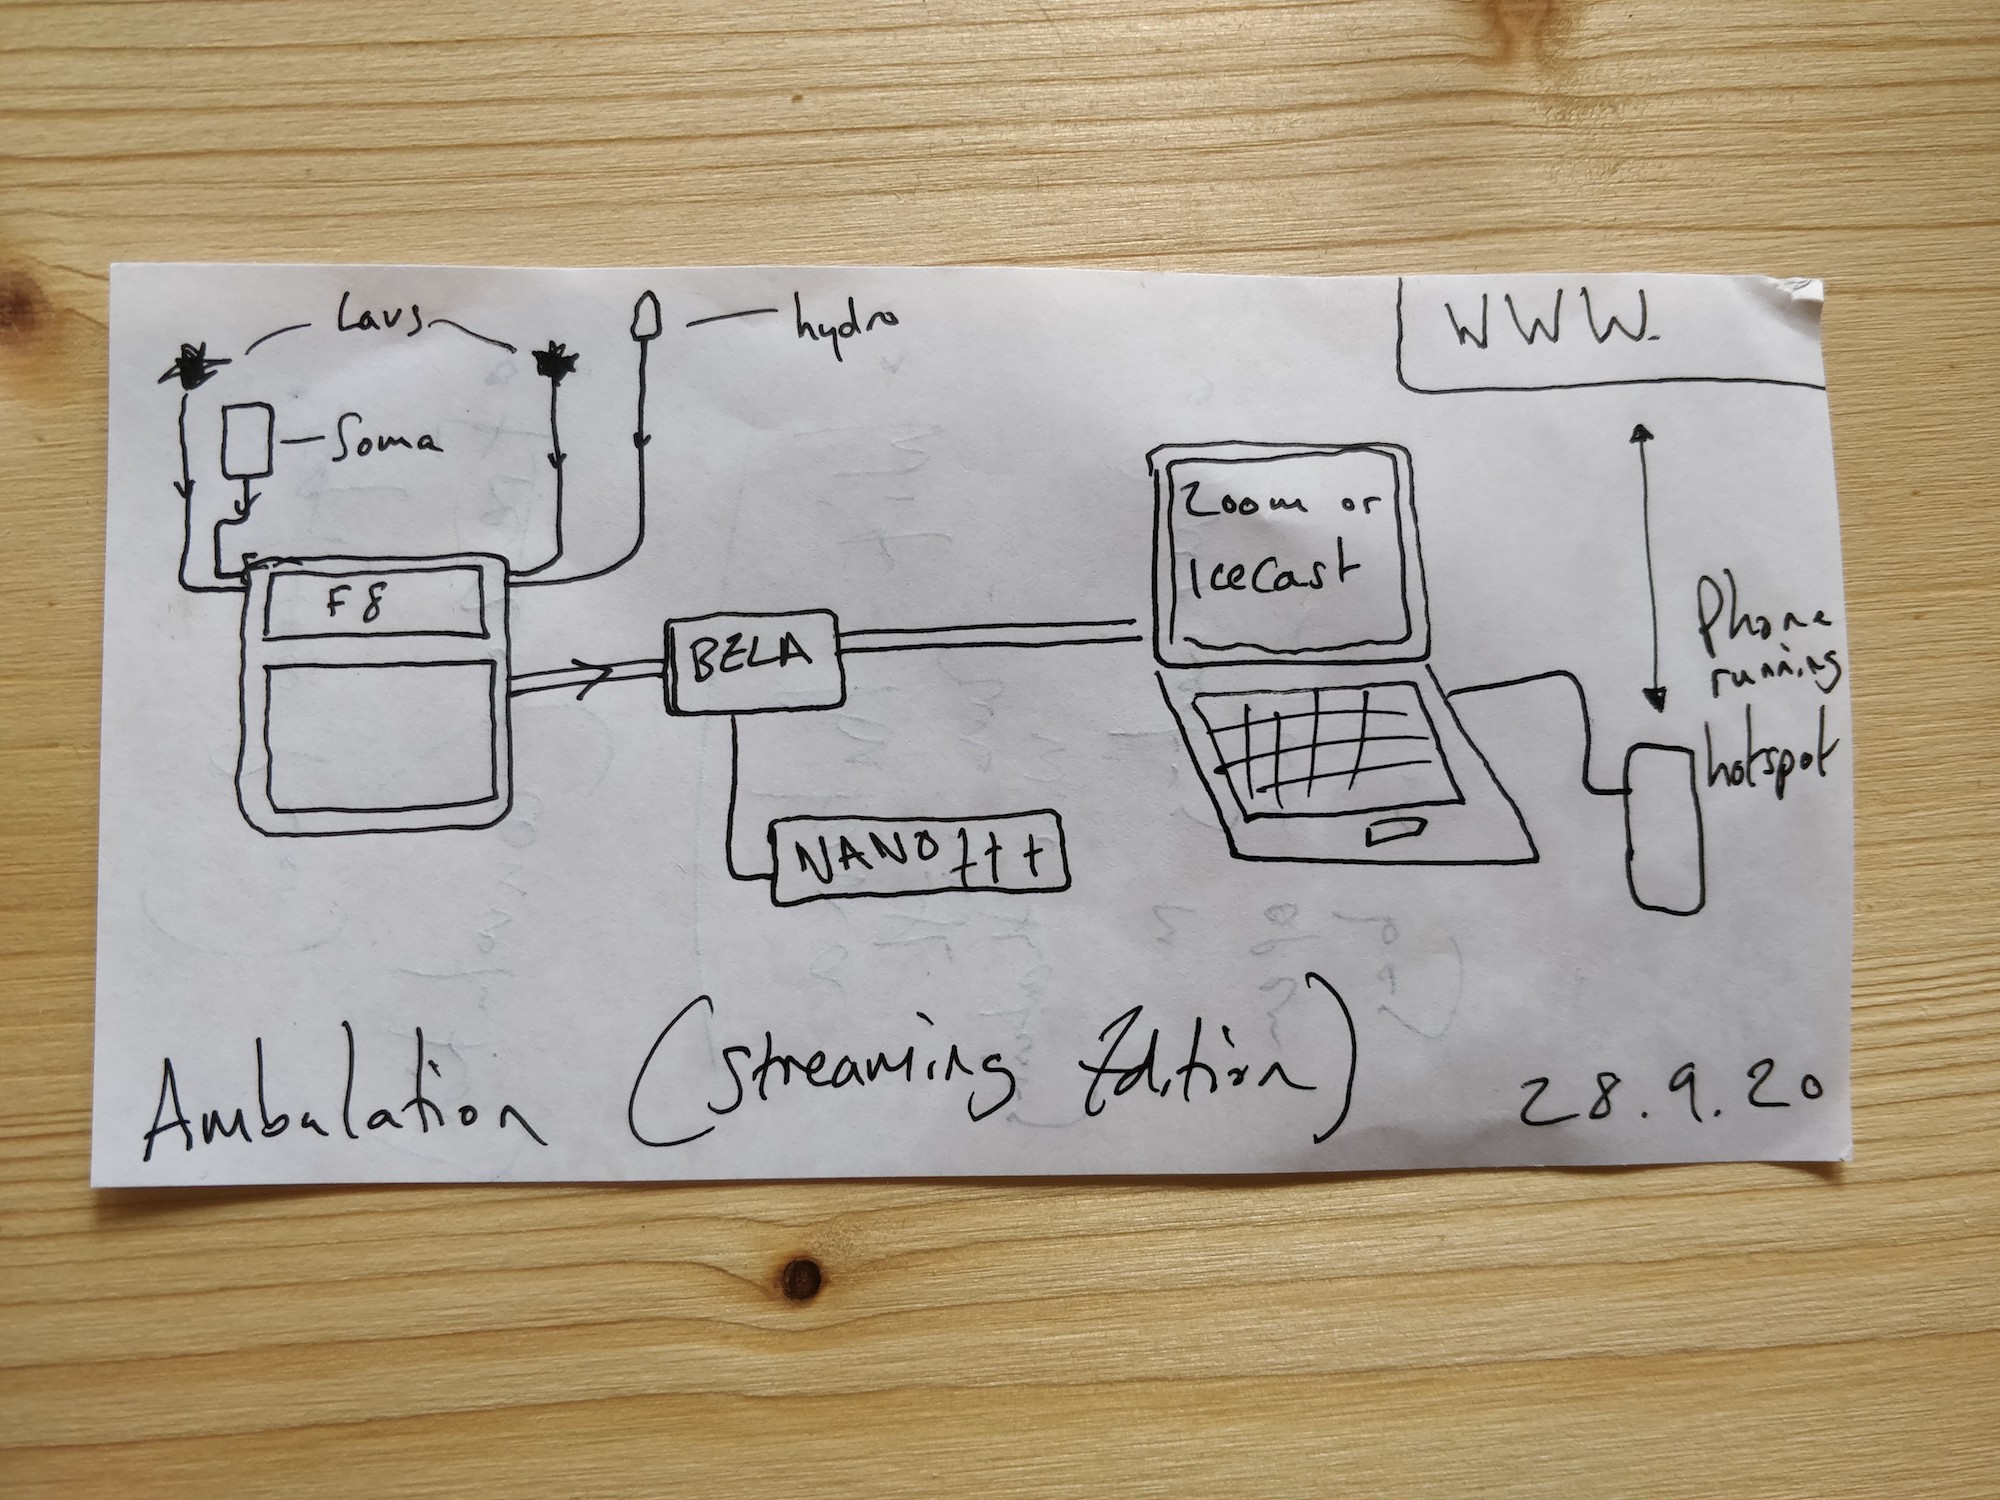 Lavs
hydro
WWW.
Soma
Zoom or
IceCast
F8
BELA
Phone
running
hotspot
NANO
Ambulation (Streaming Edition)
28.9.20